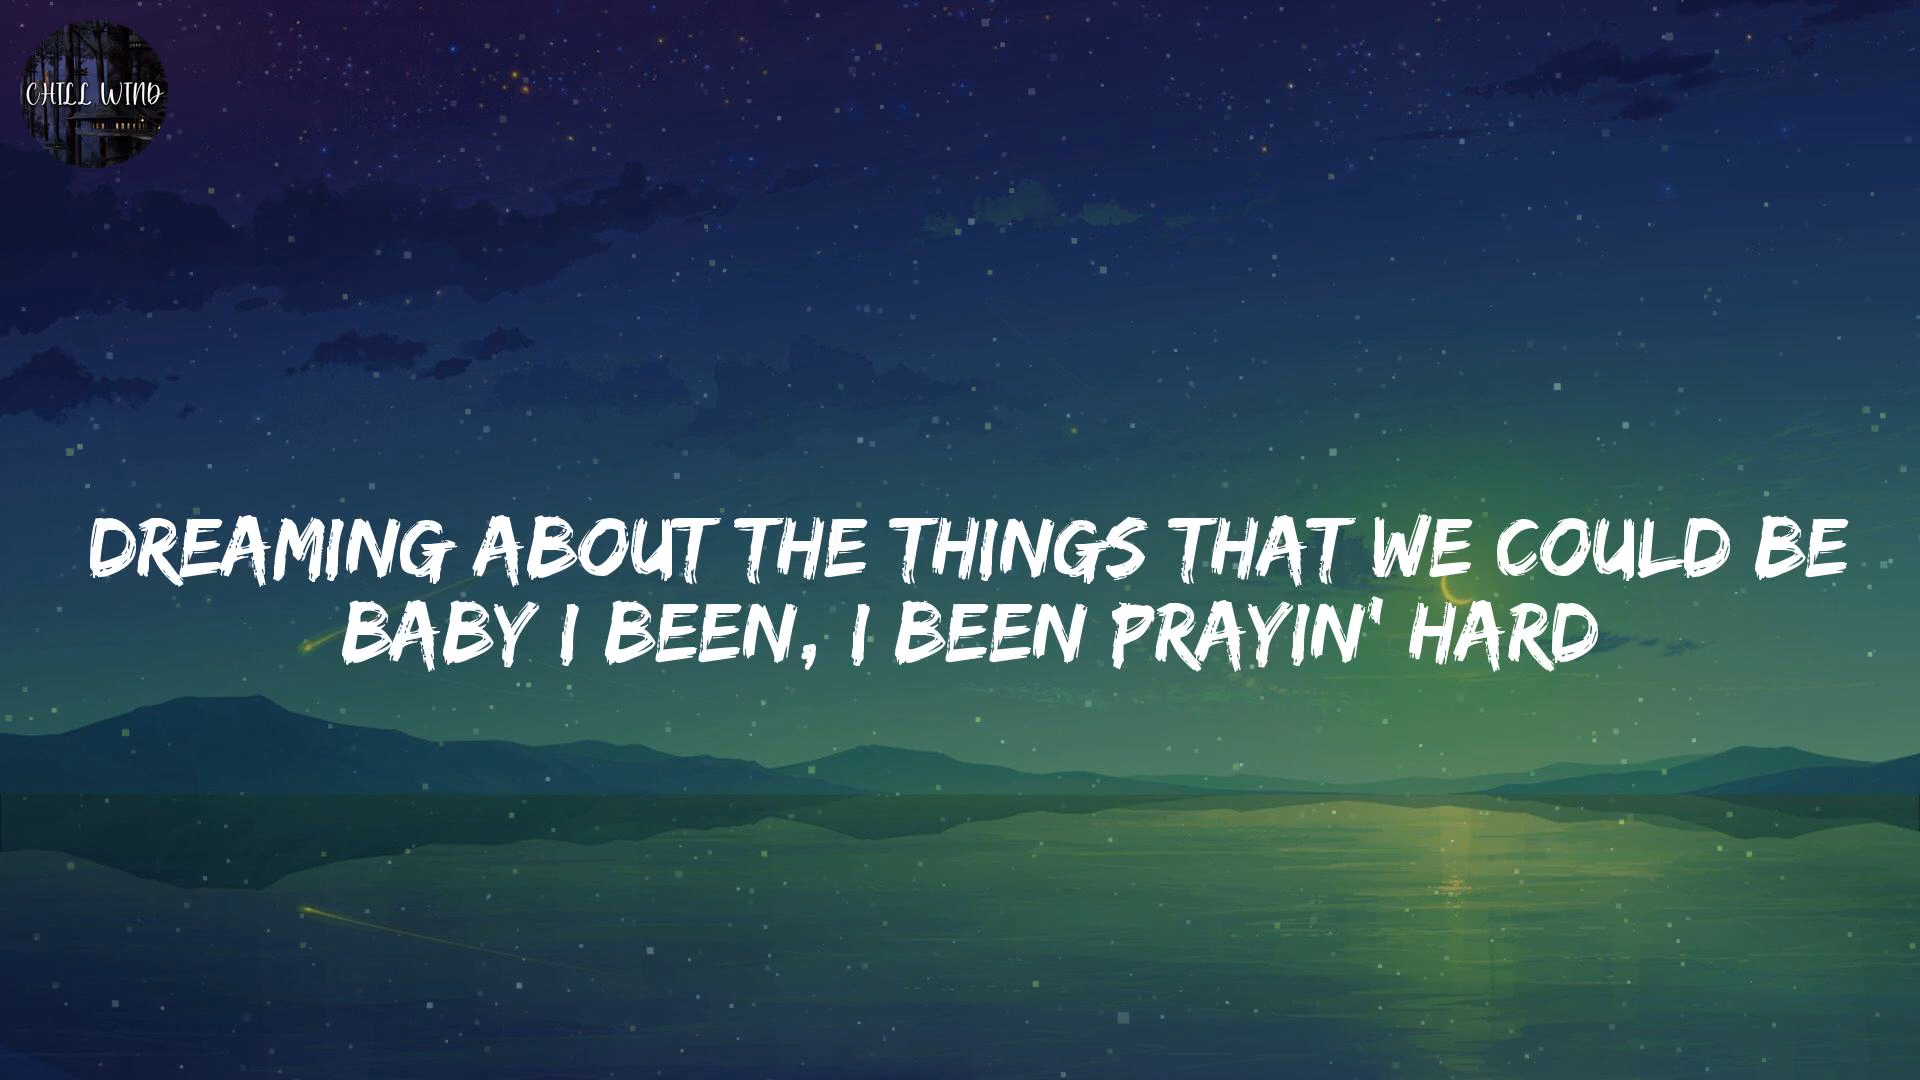 CHILL WIND
DREAMING ABOUT THE THINGS THAT WE COULD BE
BABY I BEEN, I BEEN PRAYIN' HARD